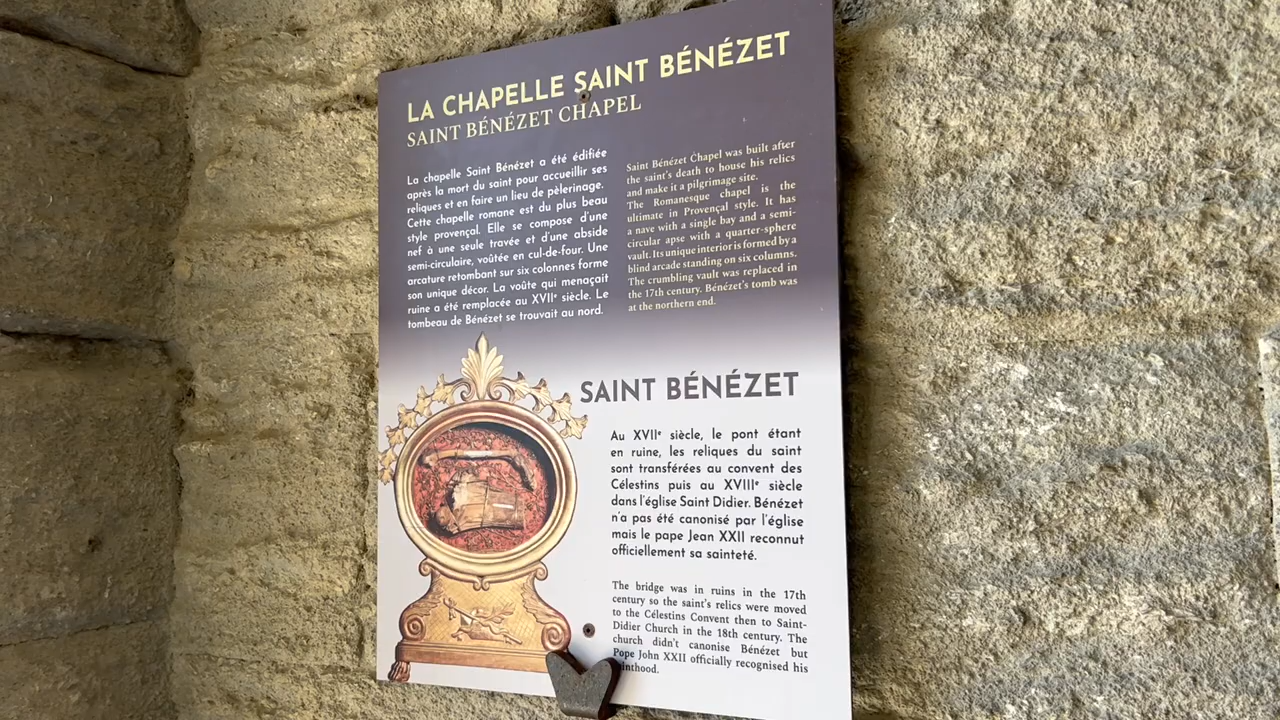 LA CHAPELLE SAINT BÉNÉZET
SAINT BÉNÉZET CHAPEL
La chapelle Saint Bénézet a été édifiée
après la mort du saint pour accueillir ses
reliques et en faire un lieu de pèlerinage.
Cette chapelle romane est du plus beau
style provençal. Elle se compose d'une
nef à une seule travée et d'une abside
semi-circulaire, voûtée en cul-de-four. Une
arcature retombant sur six colonnes forme
son unique décor. La voûte qui menaçait
ruine a été remplacée au XVIIᵉ siècle. Le
tombeau de Bénézet se trouvait au nord.
Saint Bénézet Chapel was built after
the saint's death to house his relics
and make it a pilgrimage site.
The Romanesque chapel is the
ultimate in Provençal style. It has
a nave with a single bay and a semi-
circular apse with a quarter-sphere
vault. Its unique interior is formed by a
blind arcade standing on six columns.
The crumbling vault was replaced in
the 17th century. Bénézet's tomb was
at the northern end.
SAINT BÉNÉZET
Au XVIIᵉ siècle, le pont étant
en ruine, les reliques du saint
sont transférées au convent des
Célestins puis au XVIIIᵉ siècle
dans l'église Saint Didier. Bénézet
n'a pas été canonisé par l'église
mais le pape Jean XXII reconnut
officiellement sa sainteté.
The bridge was in ruins in the 17th
century so the saint's relics were moved
to the Célestins Convent then to Saint-
Didier Church in the 18th century. The
church didn't canonise Bénézet but
Pope John XXII officially recognised his